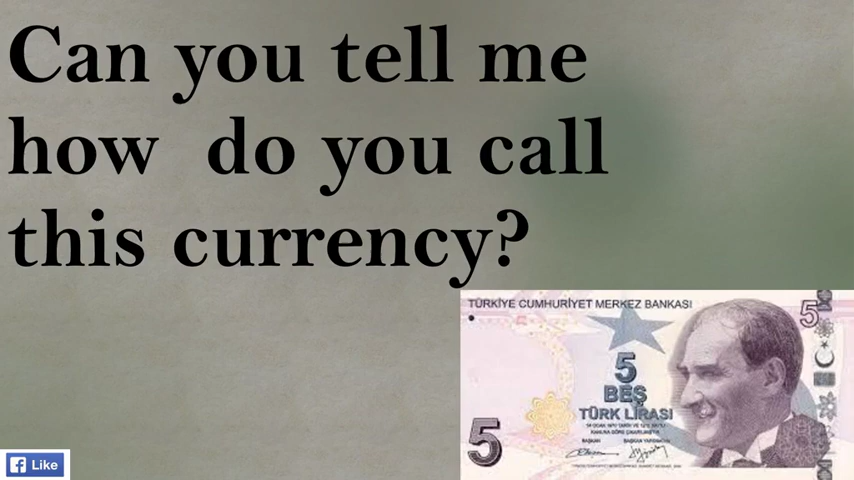 Can you tell me
how do you call
this currency?
TÜRKİYE CUMHURİYET MERKEZ BANKASI
5
5
BEŞ
TÜRK LİRASI
5
Like